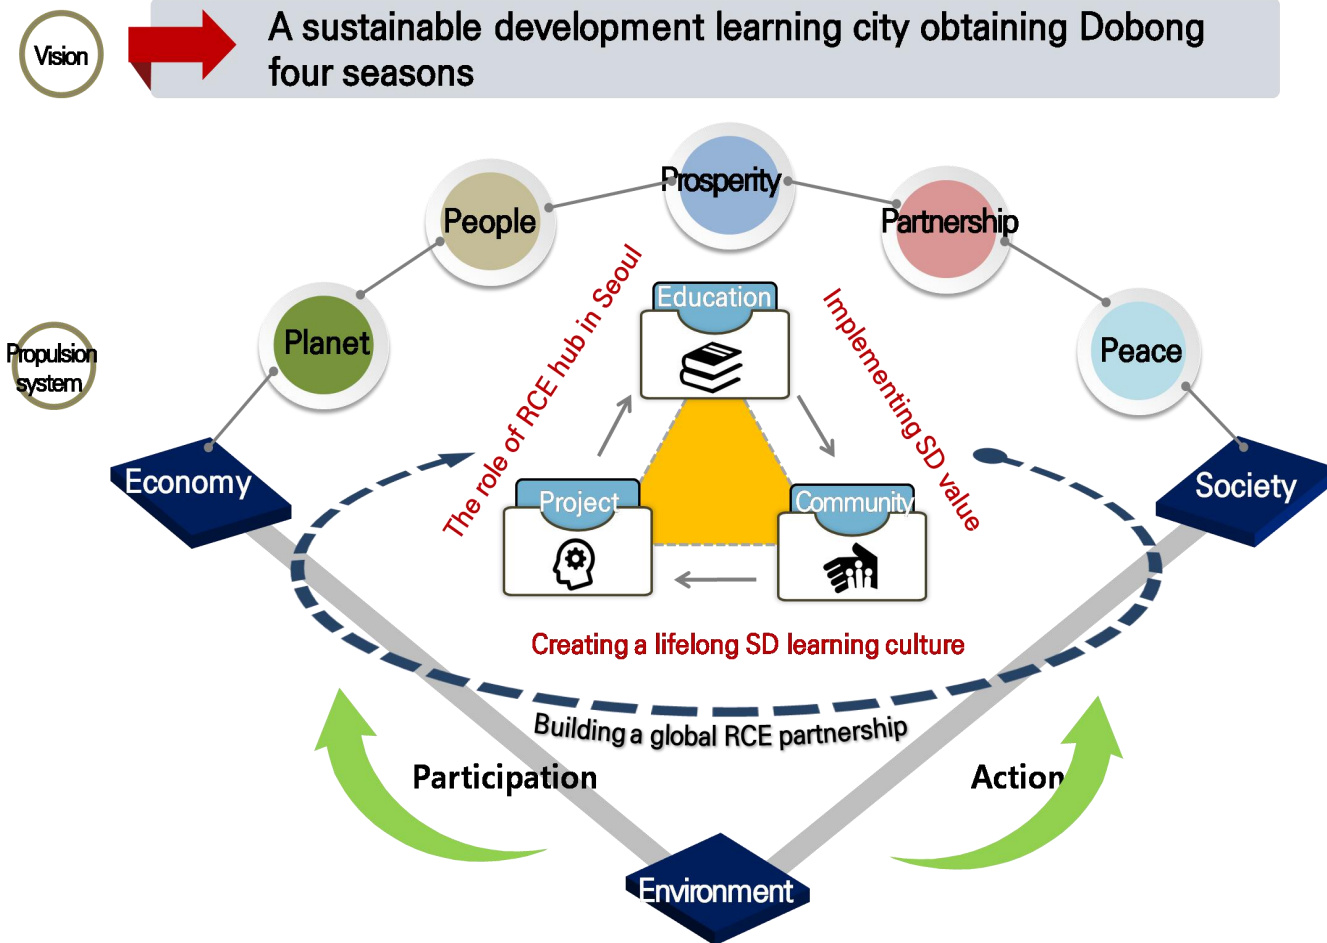 Vision
A sustainable development learning city obtaining Dobong
four seasons
Prosperity
People
Partnership
Planet
Peace
Propulsion
system
Education
The role of RCE hub in Seoul
Implementing SD value
Economy
Society
Project
Community
Creating a lifelong SD learning culture
Building a global RCE partnership
Participation
Action
Environment